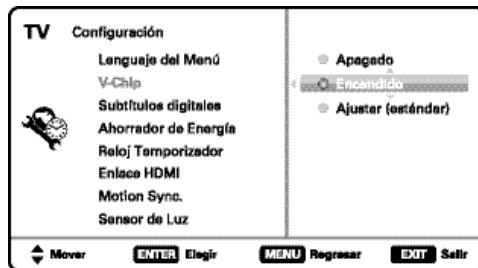 TV Configuración
Lenguaje del Menú
V-Chip
Subtítulos digitales
Ahorrador de Energía
Reloj Temporizador
Enlace HDMI
Motion Sync.
Sensor de Luz
Apagado
Encendido
Ajustar (estándar)
Mover ENTER Elegir MENU Regresar EXIT Salir